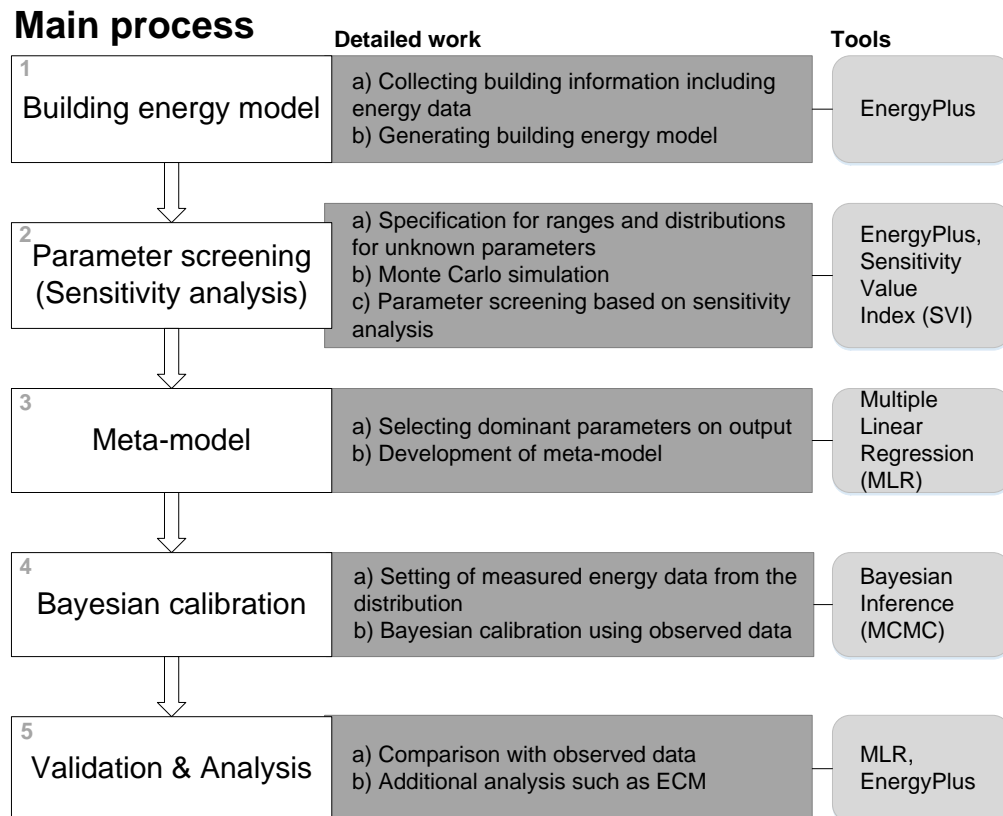 Main process
Detailed work
Tools
1
Building energy model
a) Collecting building information including
energy data
b) Generating building energy model
EnergyPlus
2
Parameter screening
(Sensitivity analysis)
a) Specification for ranges and distributions
for unknown parameters
b) Monte Carlo simulation
c) Parameter screening based on sensitivity
analysis
EnergyPlus,
Sensitivity
Value
Index (SVI)
3
Meta-model
a) Selecting dominant parameters on output
b) Development of meta-model
Multiple
Linear
Regression
(MLR)
4
Bayesian calibration
a) Setting of measured energy data from the
distribution
b) Bayesian calibration using observed data
Bayesian
Inference
(MCMC)
5
Validation & Analysis
a) Comparison with observed data
b) Additional analysis such as ECM
MLR,
EnergyPlus